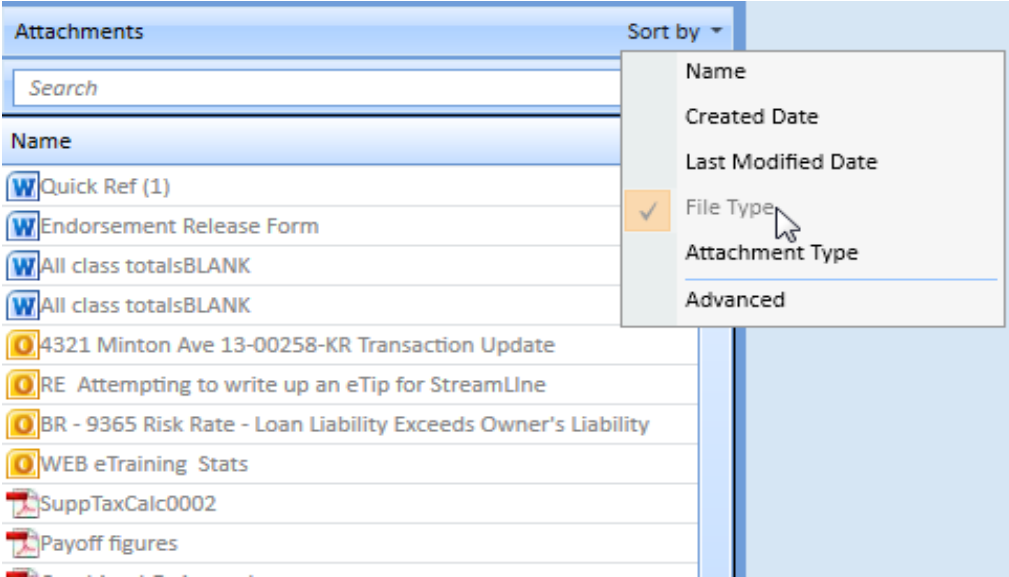 Attachments
Sort by
Search
Name
Name
Created Date
Last Modified Date
File Type
Attachment Type
Advanced
Quick Ref (1)
Endorsement Release Form
All class totalsBLANK
All class totalsBLANK
4321 Minton Ave 13-00258-KR Transaction Update
RE  Attempting to write up an eTip for StreamLIne
BR - 9365 Risk Rate - Loan Liability Exceeds Owner's Liability
WEB eTraining  Stats
SuppTaxCalc0002
Payoff figures